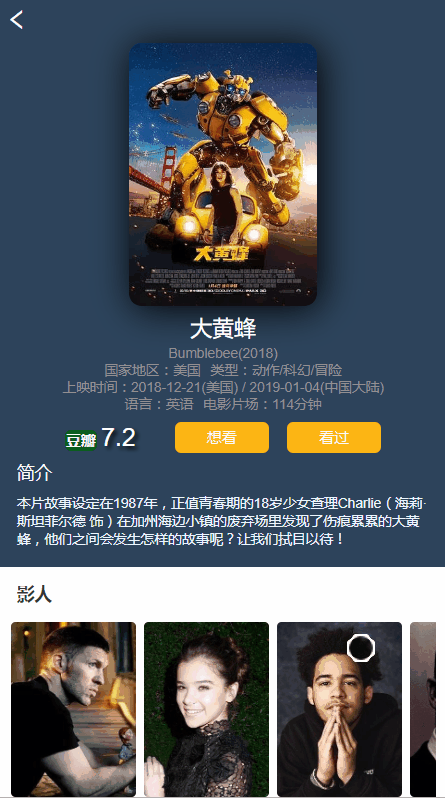 大黄蜂
大黄蜂
Bumblebee(2018)
国家地区：美国 类型：动作/科幻/冒险
上映时间：2018-12-21(美国) / 2019-01-04(中国大陆)
语言：英语 电影片场：114分钟
豆瓣 7.2 想看 看过
简介
本片故事设定在1987年，正值青春期的18岁少女查理Charlie（海莉·
斯坦菲尔德 饰）在加州海边小镇的废弃场里发现了伤痕累累的大黄
蜂，他们之间会发生怎样的故事呢？让我们拭目以待！
影人